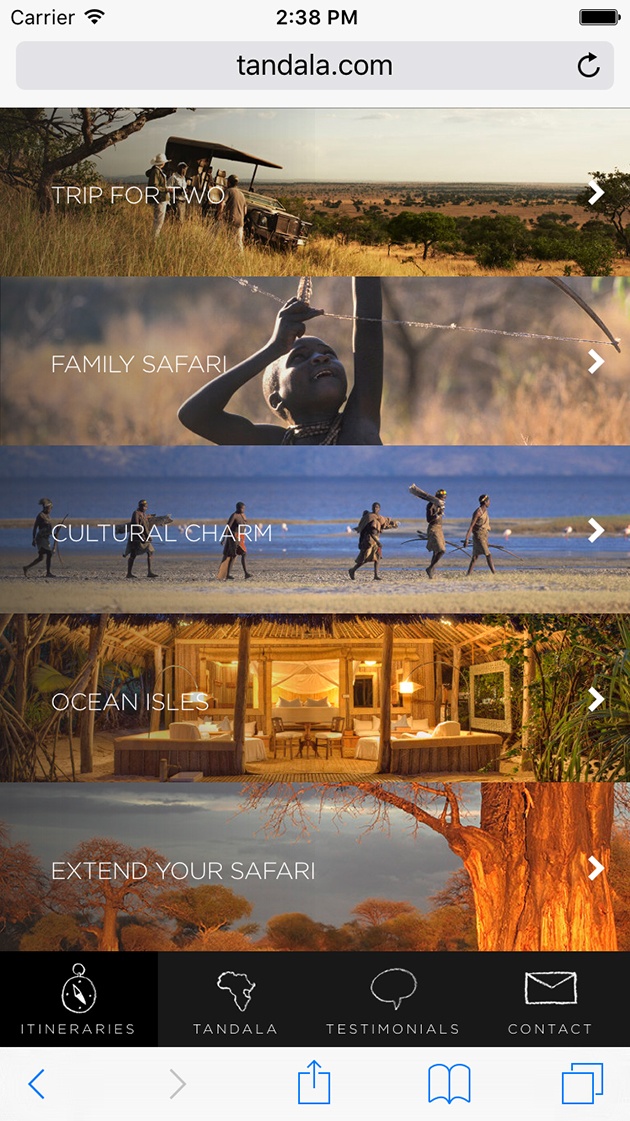 Carrier 2:38 PM
tandala.com
TRIP FOR TWO
FAMILY SAFARI
CULTURAL CHARM
OCEAN ISLES
EXTEND YOUR SAFARI
ITINERARIES TANDALA TESTIMONIALS CONTACT